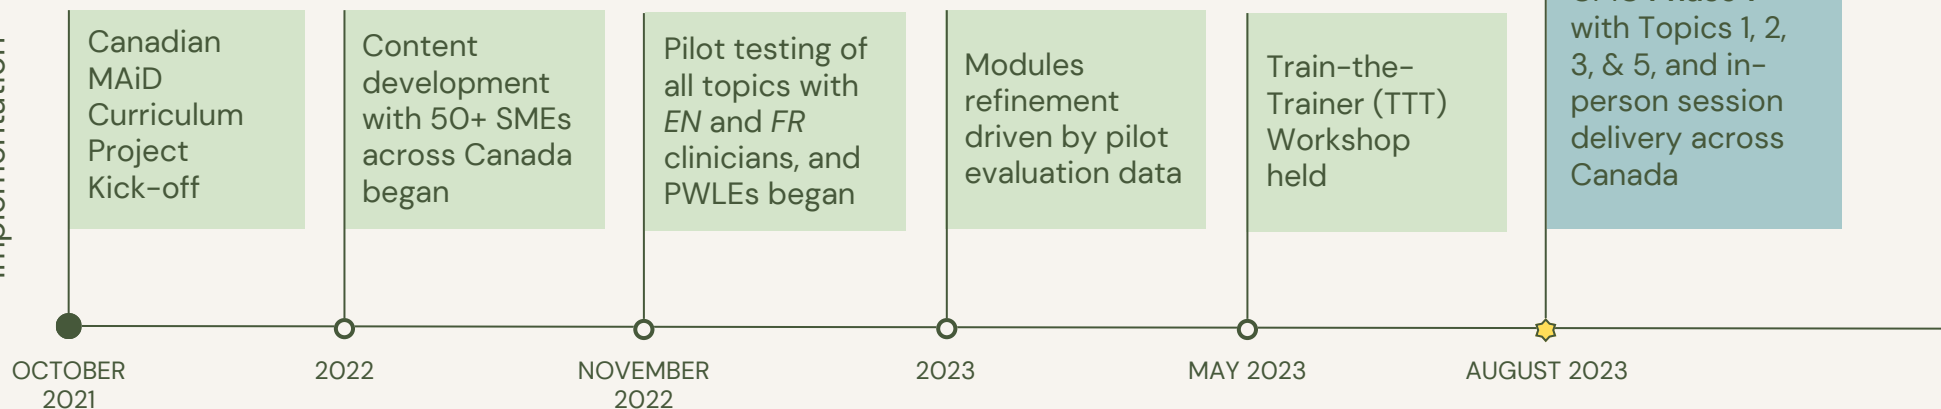 Canadian
MAiD
Curriculum
Project
Kick-off
Content
development
with 50+ SMEs
across Canada
began
Pilot testing of
all topics with
EN and FR
clinicians, and
PWLEs began
Modules
refinement
driven by pilot
evaluation data
Train-the-
Trainer (TTT)
Workshop
held
with Topics 1, 2,
3, & 5, and in-
person session
delivery across
Canada
OCTOBER
2021
2022
NOVEMBER
2022
2023
MAY 2023
AUGUST 2023